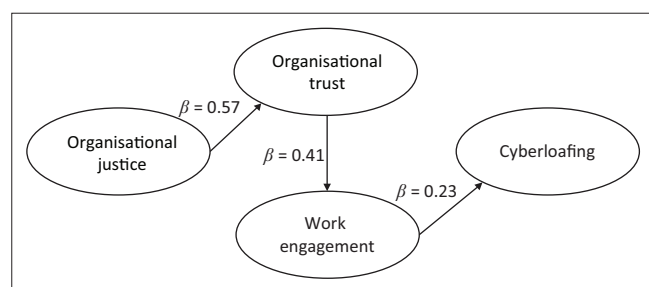 Organisational
trust
β = 0.57
Organisational
justice
β = 0.41
Cyberloafing
β = 0.23
Work
engagement